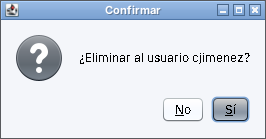 Confirmar
¿Eliminar al usuario cjimenez?
No
Sí